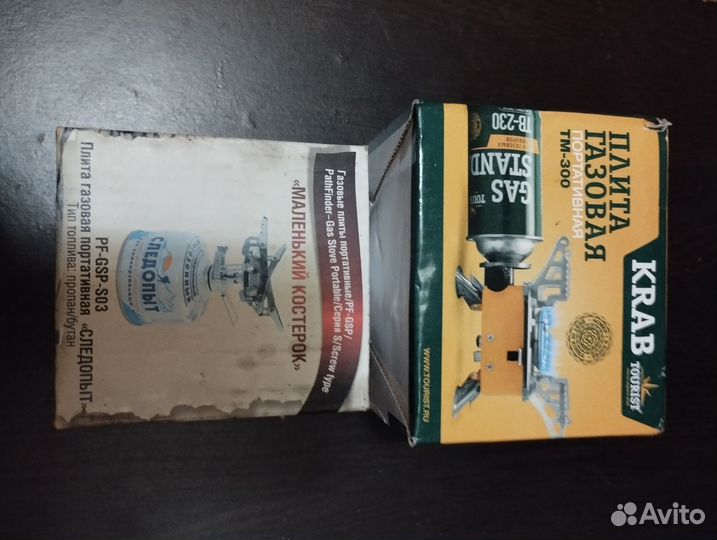 Газовые плиты портативные/PF-GSP/
PathFinder-Gas Stove Portable/Серия S/Screw type
«МАЛЕНЬКИЙ КОСТЕРОК»
СЛЕДОПЫТ
PF-GSP-S03
Плита газовая портативная «СЛЕДОПЫТ»
Тип топлива: пропан/бутан
KRAB
TOURIST
ПЛИТА
ГАЗОВАЯ
ПОРТАТИВНАЯ
TM-300
GAS
STAND
TB-230
WWW.TOURIST.RU
Avito